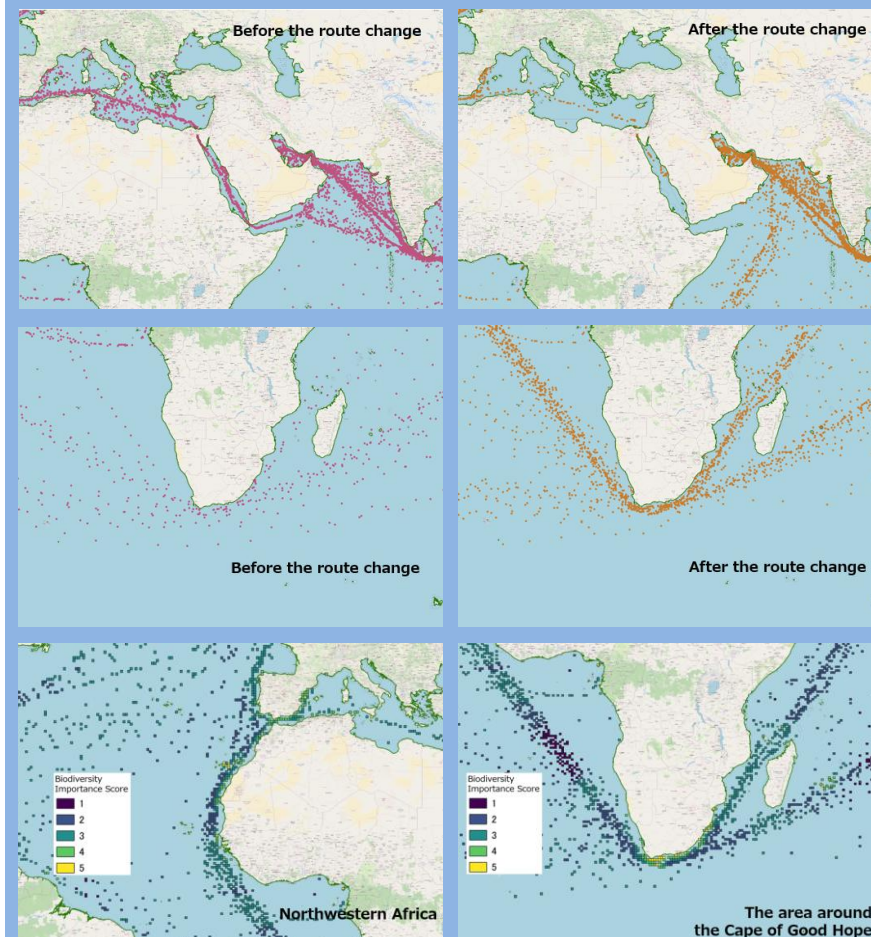 Before the route change
After the route change
Before the route change
After the route change
Biodiversity
Importance Score
1
2
3
4
5
Northwestern Africa
Biodiversity
Importance Score
1
2
3
4
5
The area around
the Cape of Good Hope